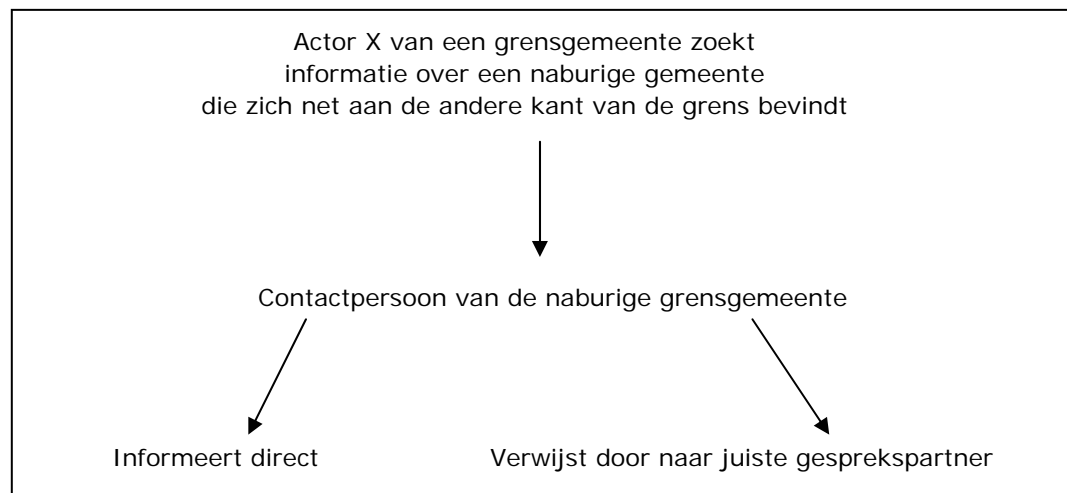 Actor X van een grensgemeente zoekt
informatie over een naburige gemeente
die zich net aan de andere kant van de grens bevindt
Contactpersoon van de naburige grensgemeente
Informeert direct
Verwijst door naar juiste gesprekspartner